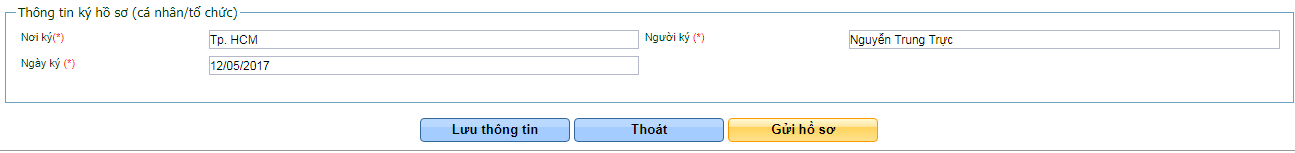 Thông tin ký hồ sơ (cá nhân/tổ chức)
Nơi ký(*) Tp. HCM Người ký (*) Nguyễn Trung Trực
Ngày ký (*) 12/05/2017
Lưu thông tin Thoát Gửi hồ sơ